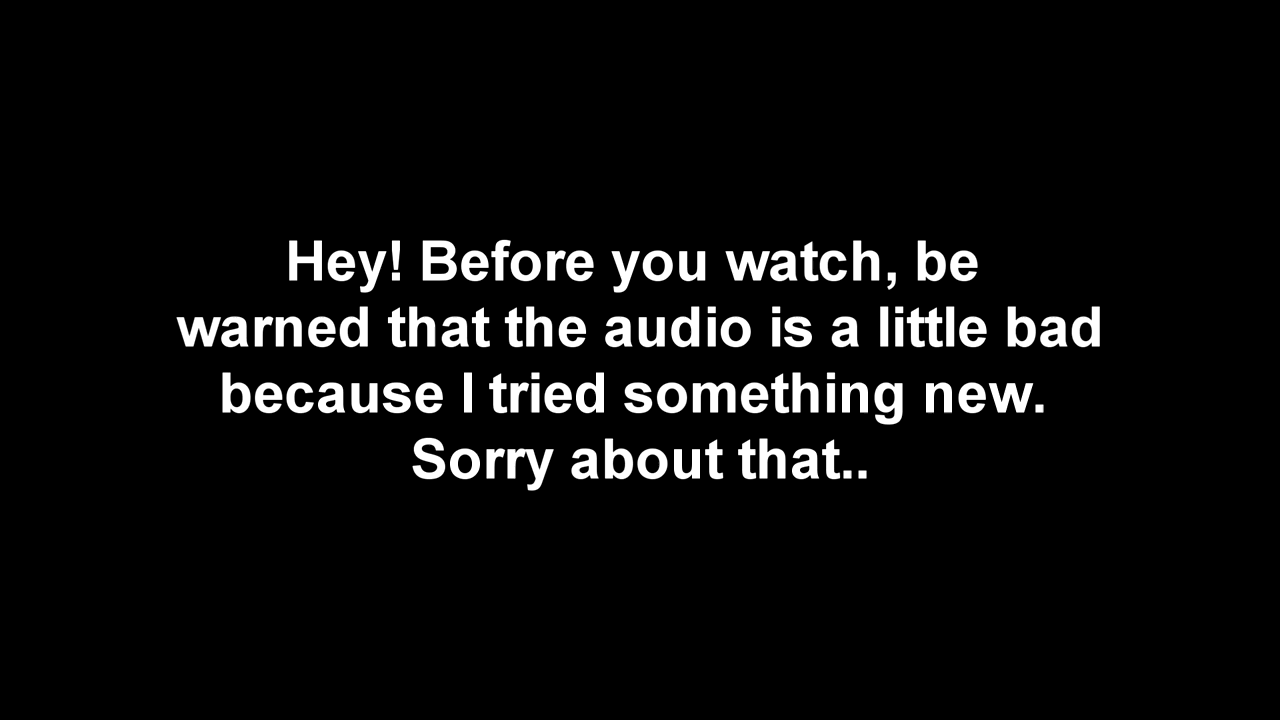 Hey! Before you watch, be
warned that the audio is a little bad
because I tried something new.
Sorry about that..